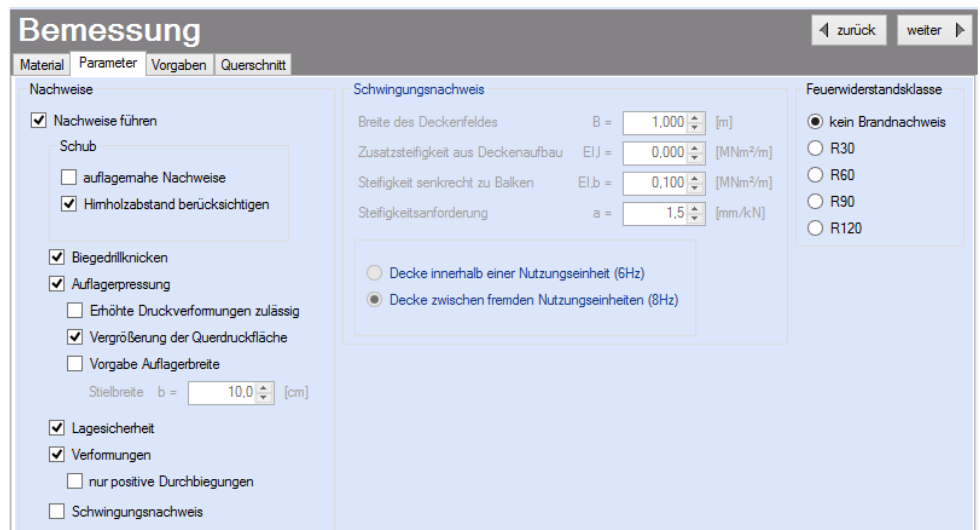 Bemessung
zurück
weiter
Material Parameter Vorgaben Querschnitt
Nachweise
Nachweise führen
Schub
auflagernahe Nachweise
Hirnholzabstand berücksichtigen
Biegedrillknicken
Auflagerpressung
Erhöhte Druckverformungen zulässig
Vergrößerung der Querdruckfläche
Vorgabe Auflagerbreite
Stielbreite b = 10,0 [cm]
Lagesicherheit
Verformungen
nur positive Durchbiegungen
Schwingungsnachweis
Schwingungsnachweis
Breite des Deckenfeldes B = 1,000 [m]
Zusatzsteifigkeit aus Deckenaufbau EI,l = 0,000 [MNm²/m]
Steifigkeit senkrecht zu Balken EI,b = 0,100 [MNm²/m]
Steifigkeitsanforderung a = 1,5 [mm/kN]
Decke innerhalb einer Nutzungseinheit (6Hz)
Decke zwischen fremden Nutzungseinheiten (8Hz)
Feuerwiderstandsklasse
kein Brandnachweis
R30
R60
R90
R120